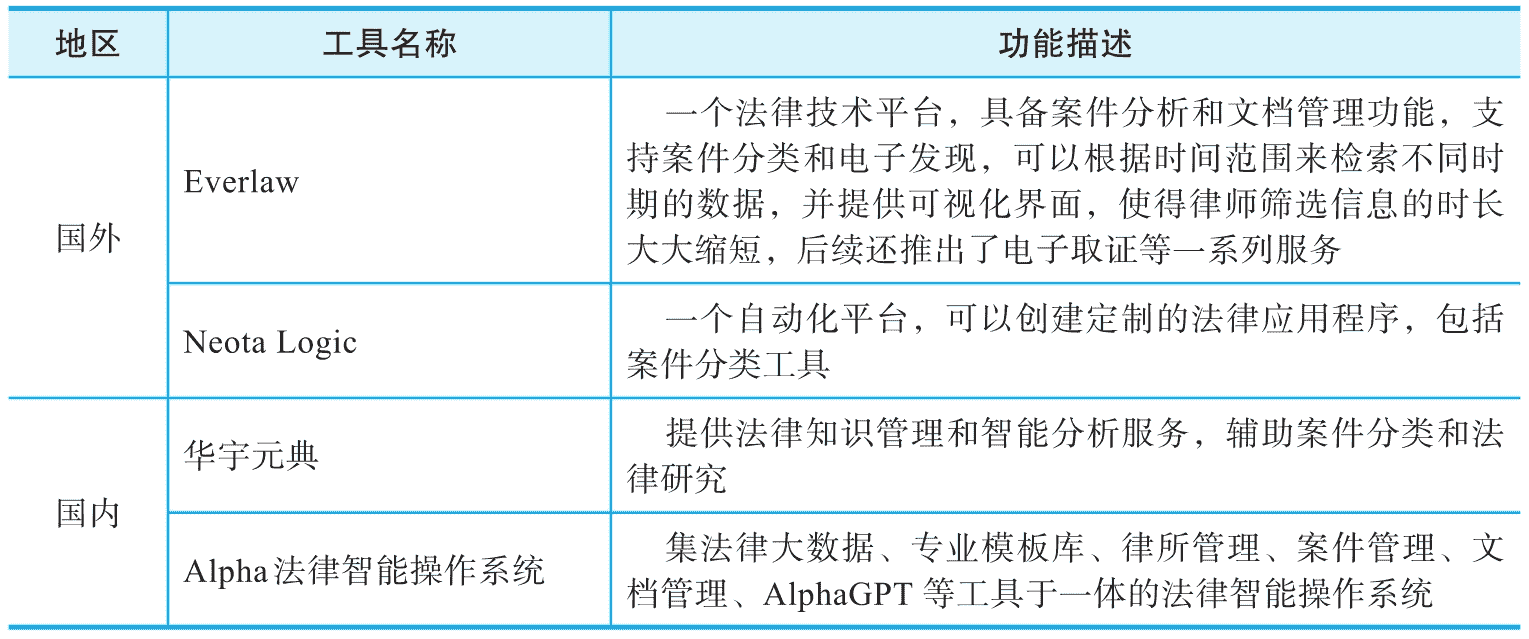 地区 工具名称 功能描述
国外
Everlaw
一个法律技术平台，具备案件分析和文档管理功能，支
持案件分类和电子发现，可以根据时间范围来检索不同时
期的数据，并提供可视化界面，使得律师筛选信息的时长
大大缩短，后续还推出了电子取证等一系列服务
Neota Logic
一个自动化平台，可以创建定制的法律应用程序，包括
案件分类工具
国内
华宇元典
提供法律知识管理和智能分析服务，辅助案件分类和法
律研究
Alpha法律智能操作系统
集法律大数据、专业模板库、律所管理、案件管理、文
档管理、AlphaGPT 等工具于一体的法律智能操作系统